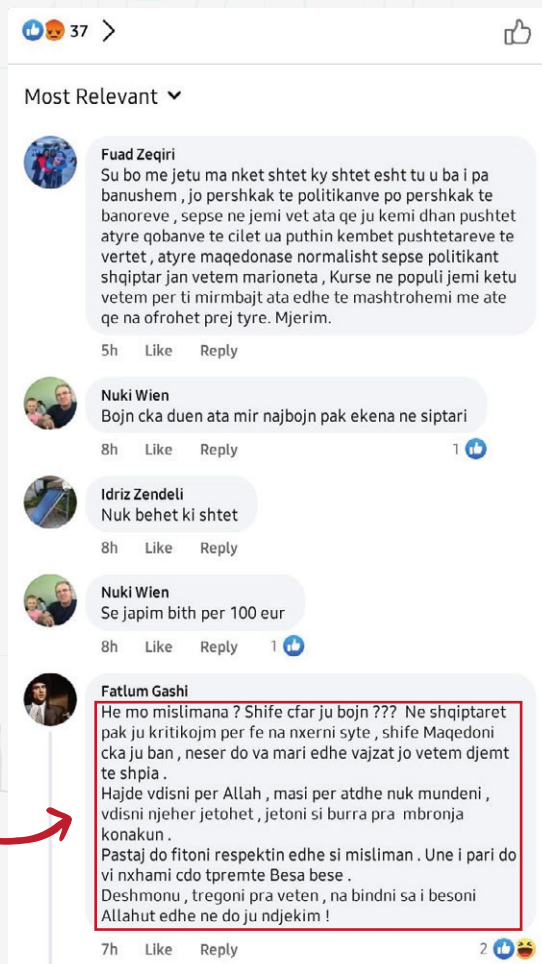 37
Most Relevant
Fuad Zeqiri
Su bo me jetu ma nket shtet ky shtet esht tu u ba i pa
banushem , jo pershkak te politikanve po pershkak te
banoreve , sepse ne jemi vet ata qe ju kemi dhan pushtet
atyre qobanve te cilet ua puthin kembet pushtetareve te
vertet , atyre maqedonase normalisht sepse politikant
shqiptar jan vetem marioneta , Kurse ne populi jemi ketu
vetem per ti mirmbajt ata edhe te mashtrohemi me ate
qe na ofrohet prej tyre. Mjerim.
5h Like Reply
Nuki Wien
Bojn cka duen ata mir najbojn pak ekena ne siptari
8h Like Reply 1
Idriz Zendeli
Nuk behet ki shtet
8h Like Reply
Nuki Wien
Se japim bith per 100 eur
8h Like Reply 1
Fatlum Gashi
He mo mislimana ? Shife cfar ju bojn ??? Ne shqiptaret
pak ju kritikojm per fe na nxerni syte , shife Maqedoni
cka ju ban , neser do va mari edhe vajzat jo vetem djemt
te shpia .
Hajde vdisni per Allah , masi per atdhe nuk mundeni ,
vdisni njeher jetohet , jetoni si burra pra mbronja
konakun .
Pastaj do fitoni respektin edhe si misliman . Une i pari do
vi nxhami cdo tpremte Besa bese .
Deshmonu , tregoni pra veten , na bindni sa i besoni
Allahut edhe ne do ju ndjekim !
7h Like Reply 2